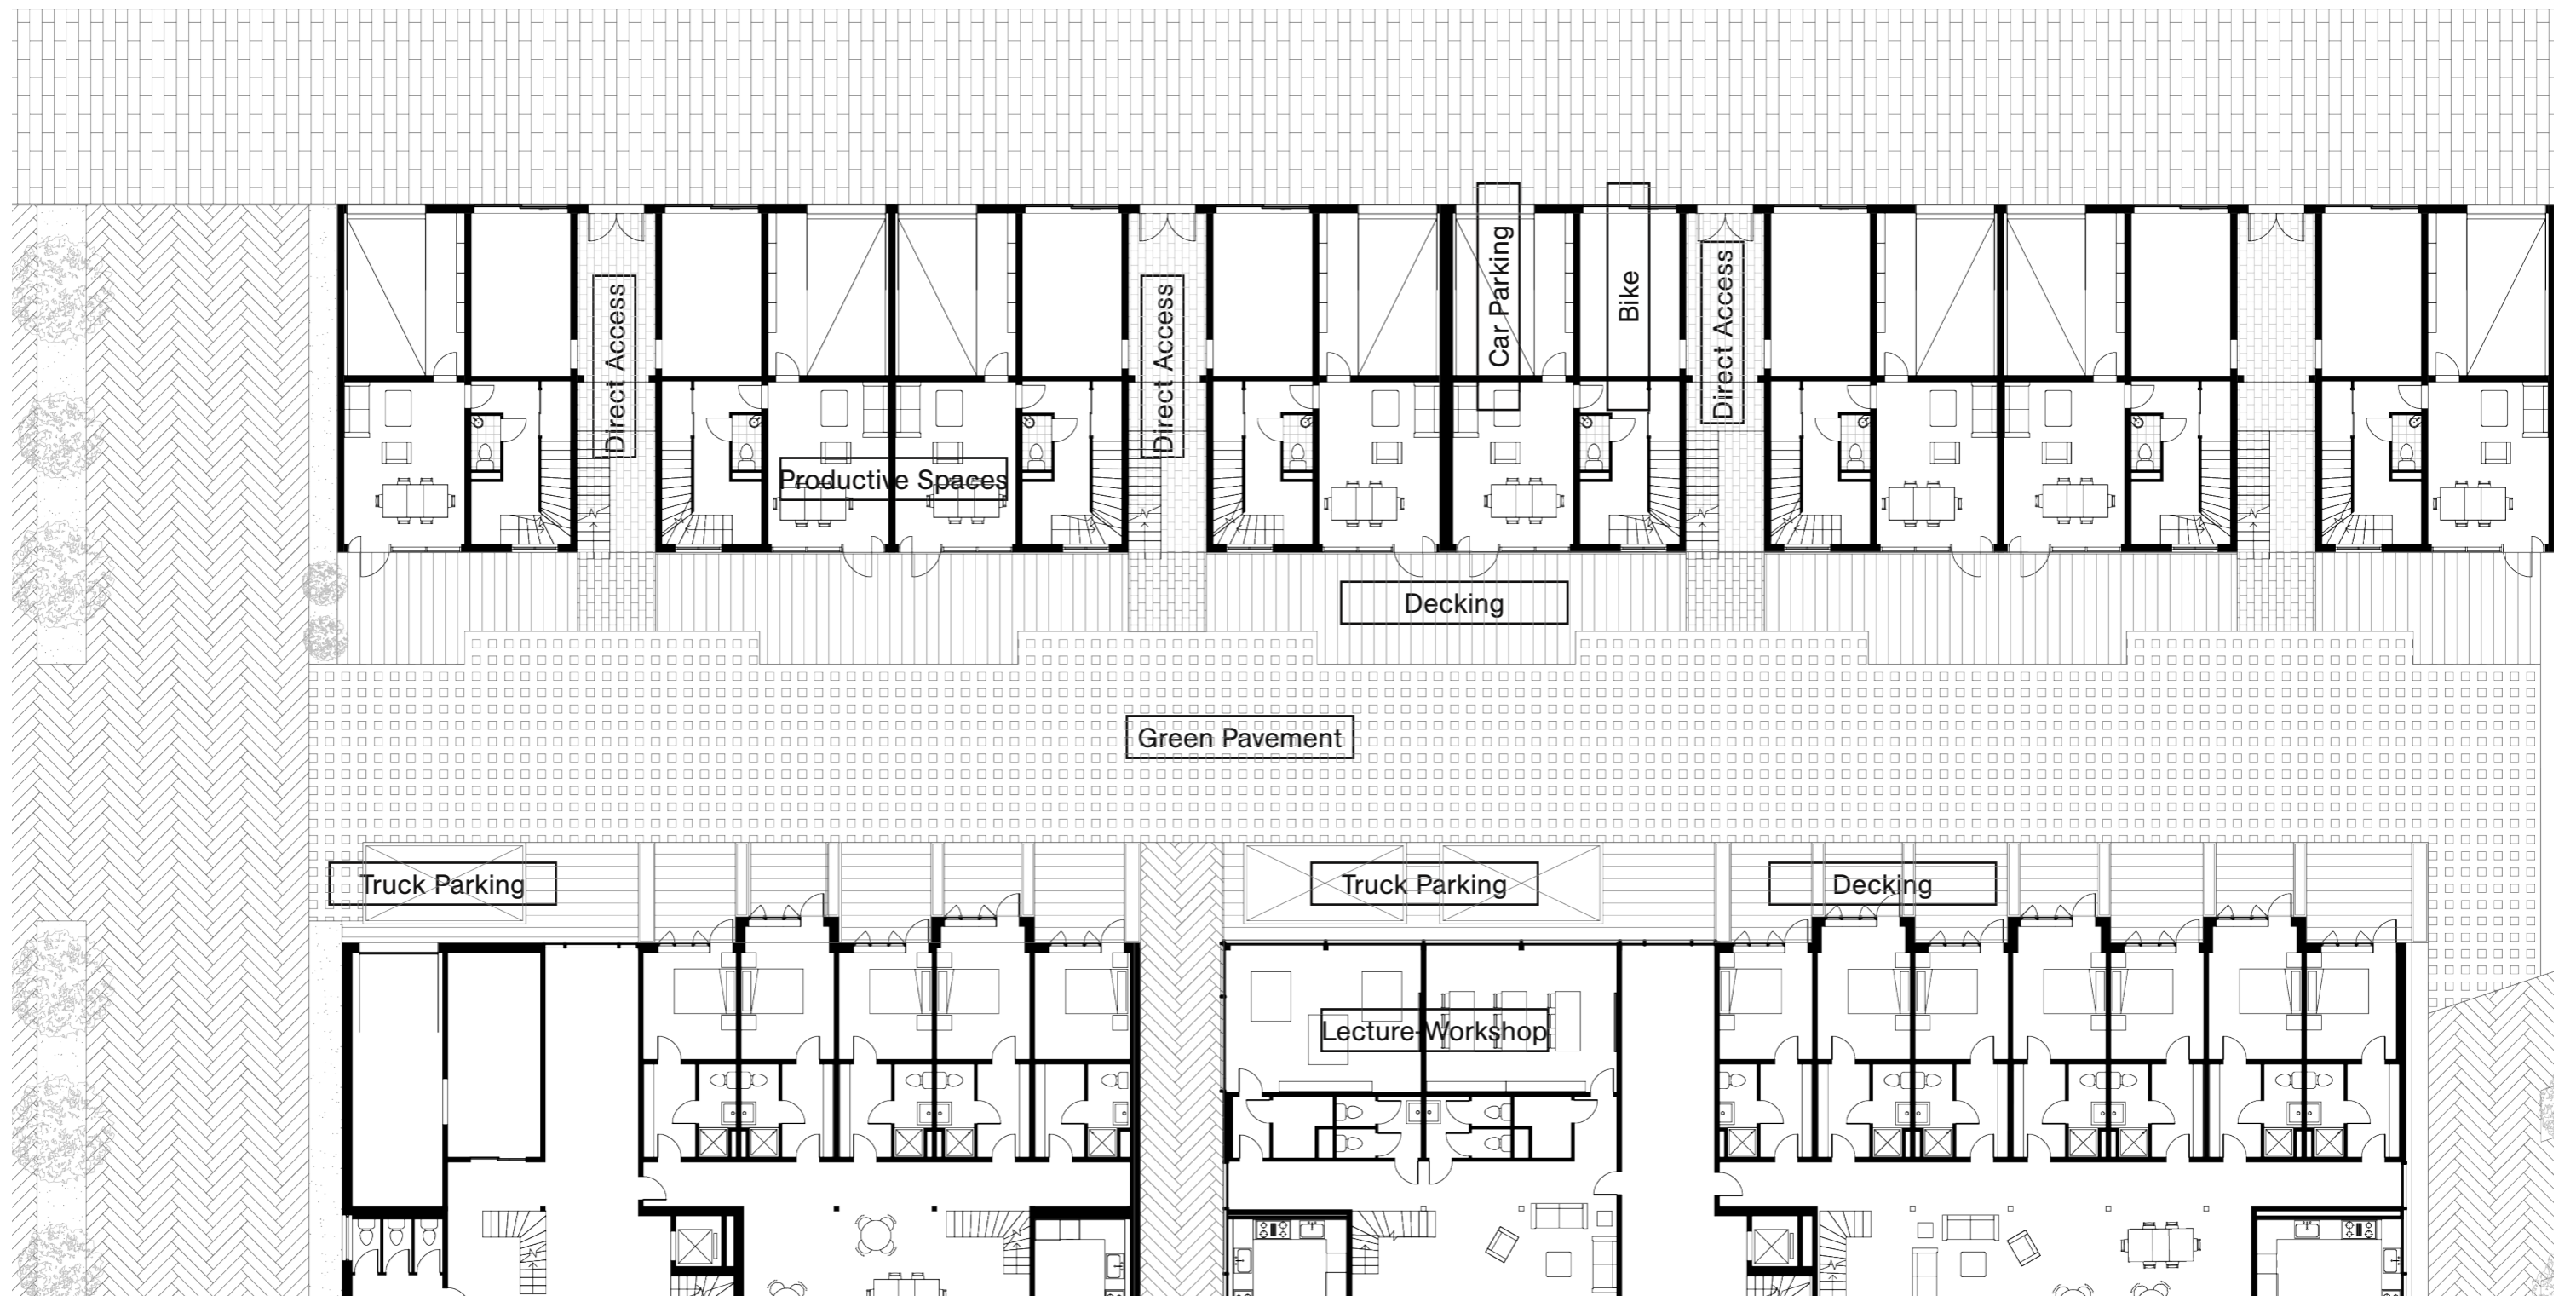 Direct Access
Direct Access
Car Parking
Bike
Direct Access
Productive Spaces
Decking
Green Pavement
Truck Parking
Truck Parking
Decking
Lecture-Workshop